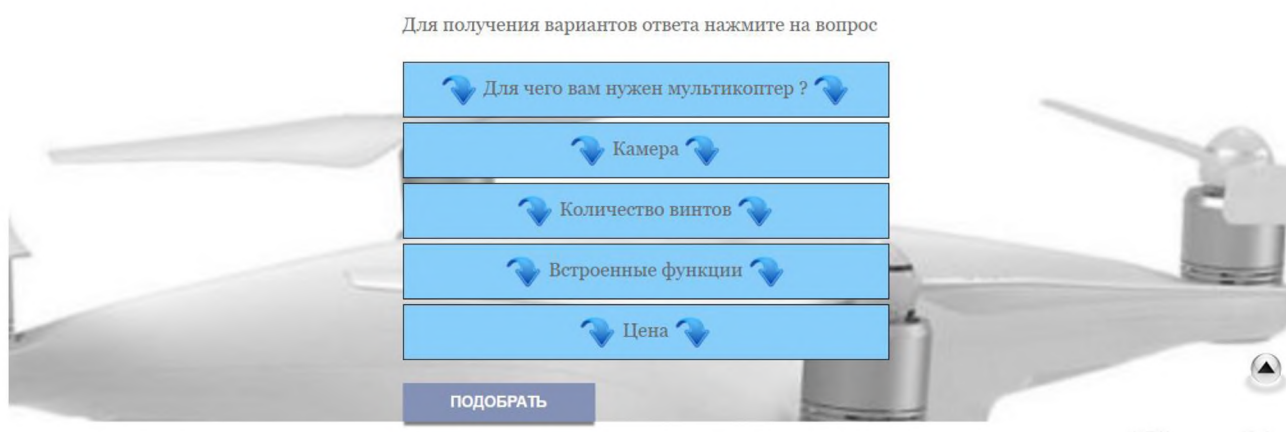 Для получения вариантов ответа нажмите на вопрос
Для чего вам нужен мультикоптер ?
Камера
Количество винтов
Встроенные функции
Цена
ПОДОБРАТЬ